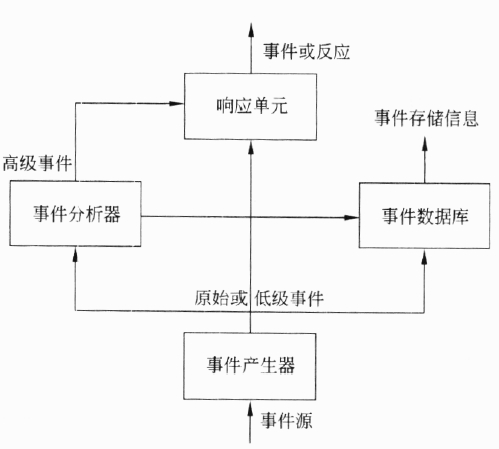 事件或反应
响应单元
事件存储信息
高级事件
事件分析器
事件数据库
原始或 低级事件
事件产生器
事件源